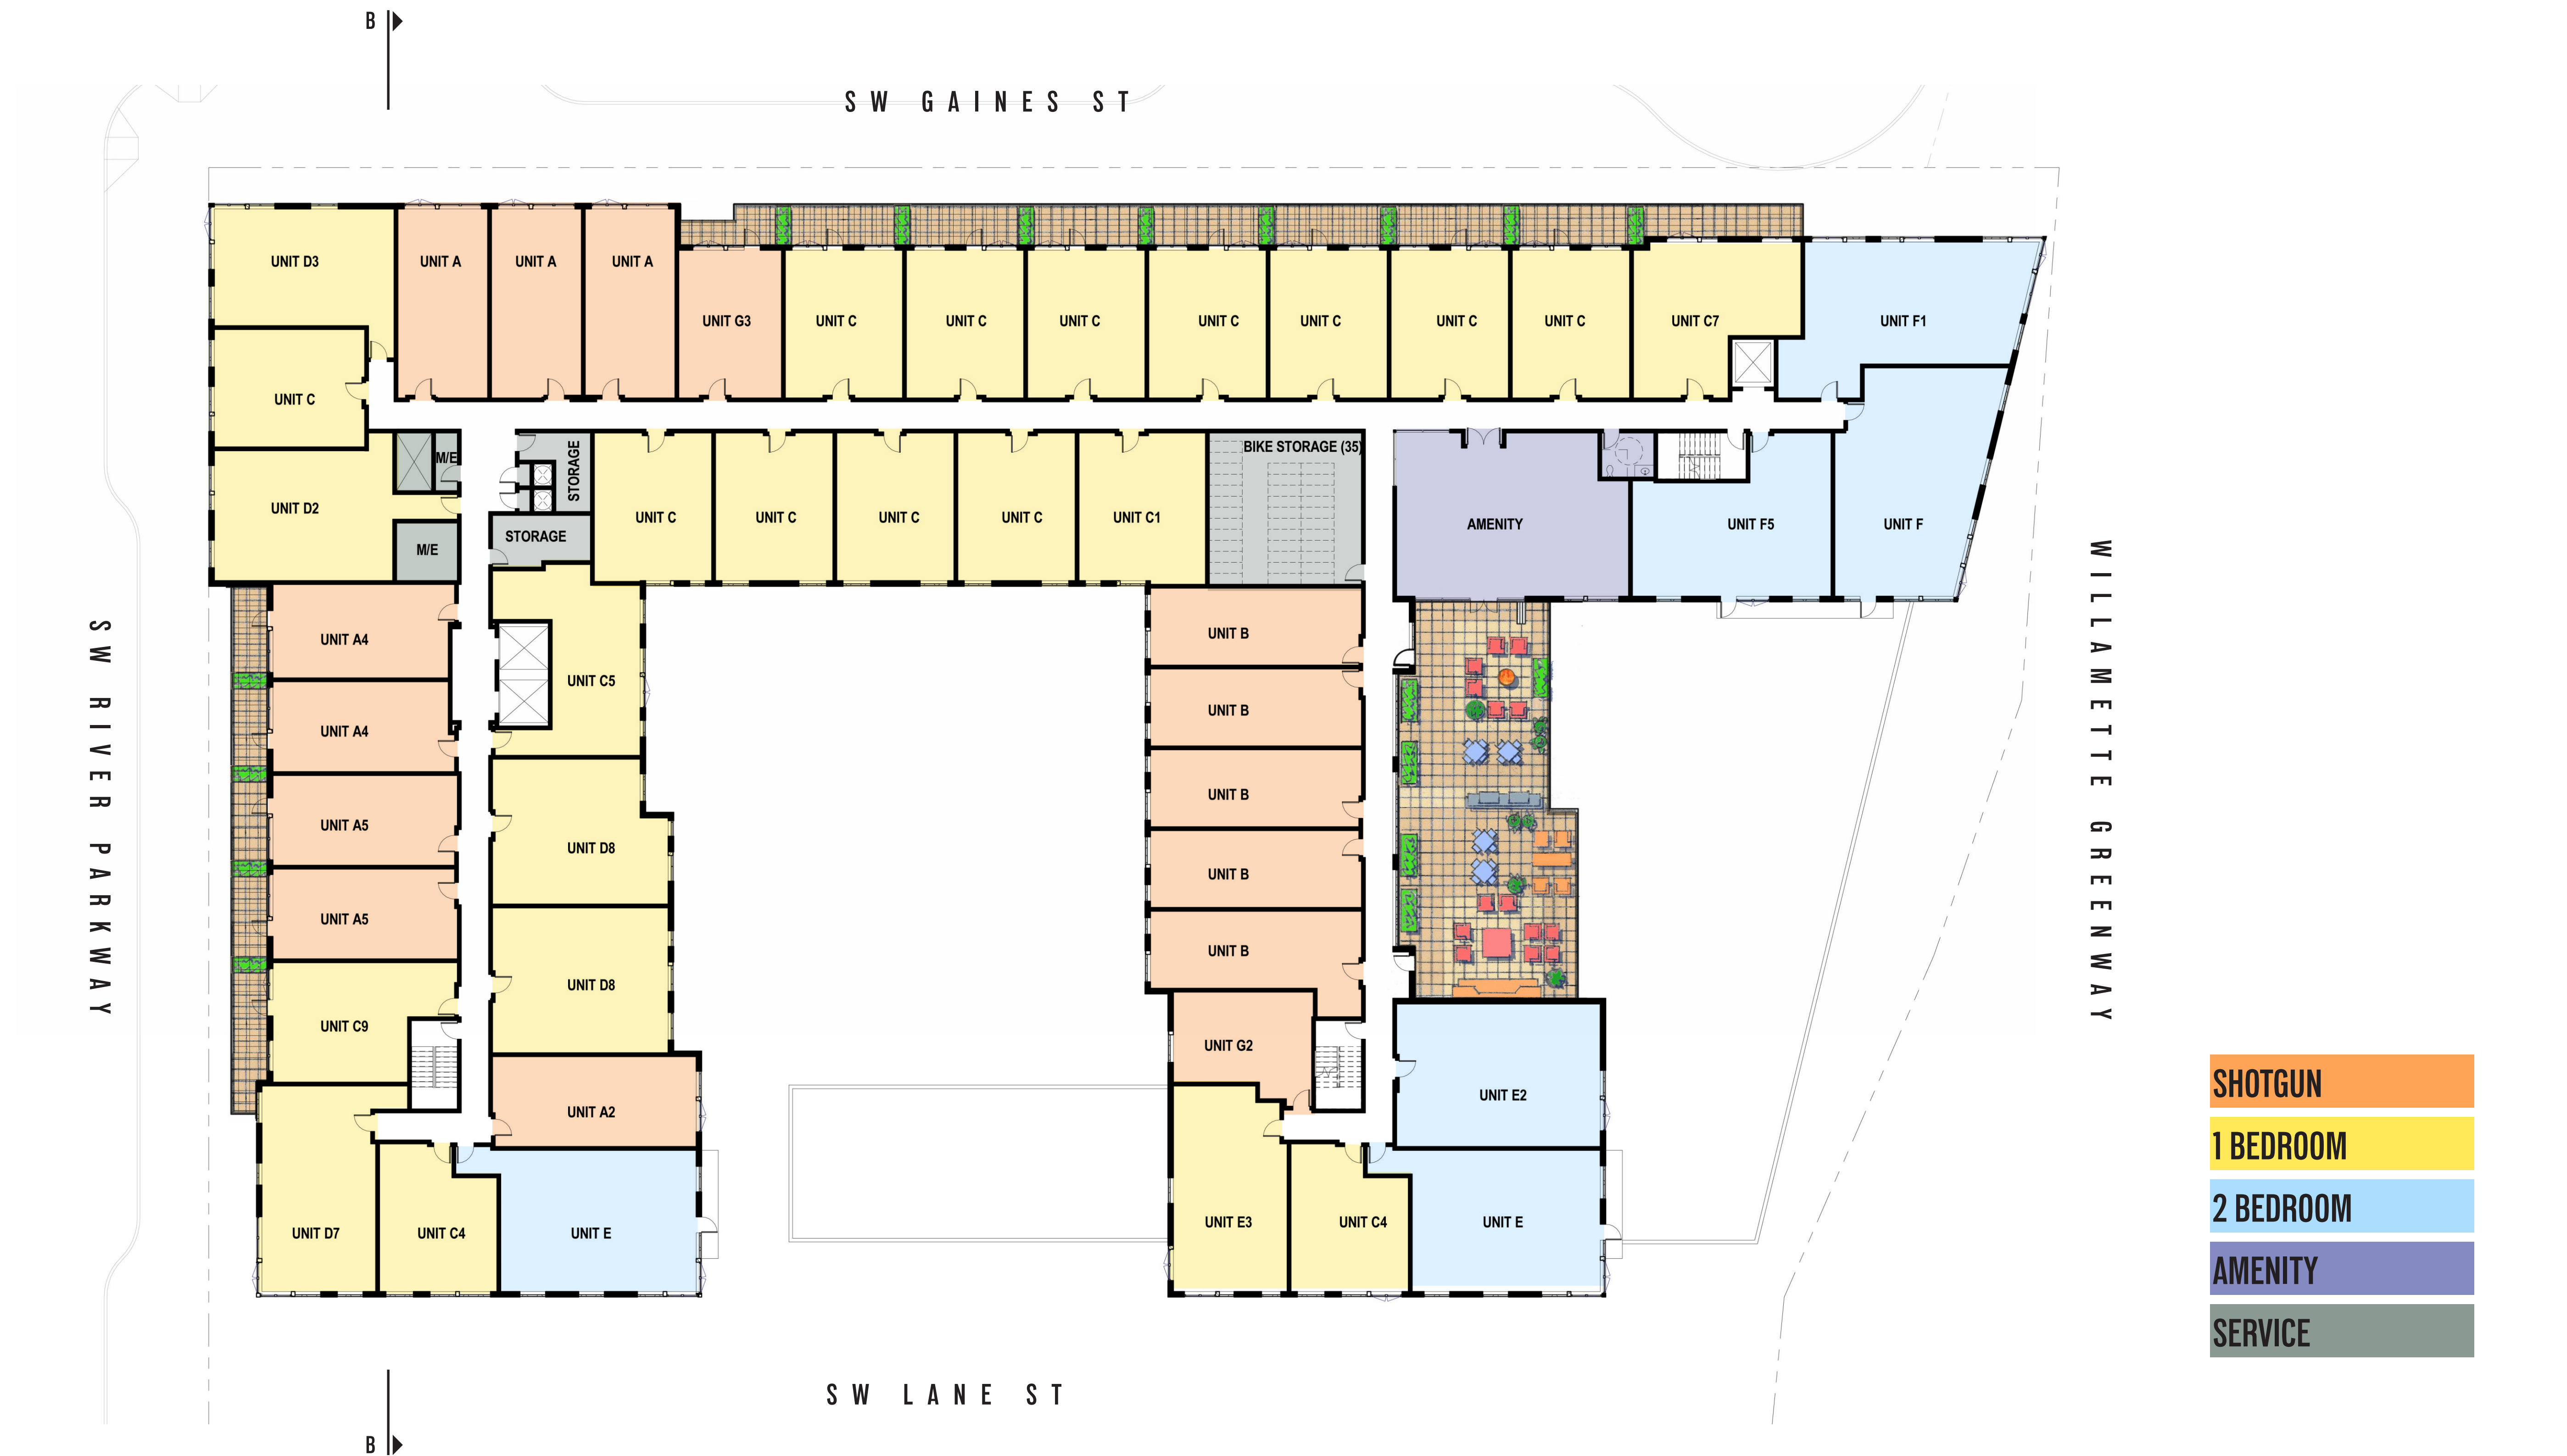 B
SW GAINES ST
UNIT D3
UNIT A
UNIT A
UNIT A
UNIT G3
UNIT C
UNIT C
UNIT C
UNIT C
UNIT C
UNIT C
UNIT C
UNIT C7
UNIT F1
UNIT C
M/E
STORAGE
BIKE STORAGE (35)
UNIT D2
STORAGE
M/E
UNIT C
UNIT C
UNIT C
UNIT C
UNIT C1
AMENITY
UNIT F5
UNIT F
SW RIVER PARKWAY
WILLAMETTE GREENWAY
UNIT A4
UNIT C5
UNIT B
UNIT A4
UNIT B
UNIT A5
UNIT D8
UNIT B
UNIT A5
UNIT B
UNIT D8
UNIT B
UNIT C9
UNIT G2
UNIT A2
UNIT E2
UNIT D7
UNIT C4
UNIT E
UNIT E3
UNIT C4
UNIT E
SHOTGUN
1 BEDROOM
2 BEDROOM
AMENITY
SERVICE
SW LANE ST
B